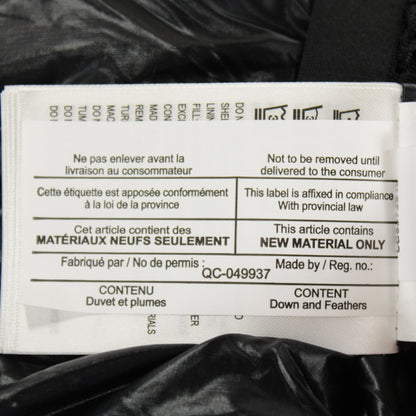 Ne pas enlever avant la
livraison au consommateur
Not to be removed until
delivered to the consumer
Cette étiquette est apposée conformément
à la loi de la province
This label is affixed in compliance
With provincial law
Cet article contient des
MATÉRIAUX NEUFS SEULEMENT
This article contains
NEW MATERIAL ONLY
Fabriqué par / No de permis :
QC-049937
Made by / Reg. no.:
CONTENU
Duvet et plumes
CONTENT
Down and Feathers